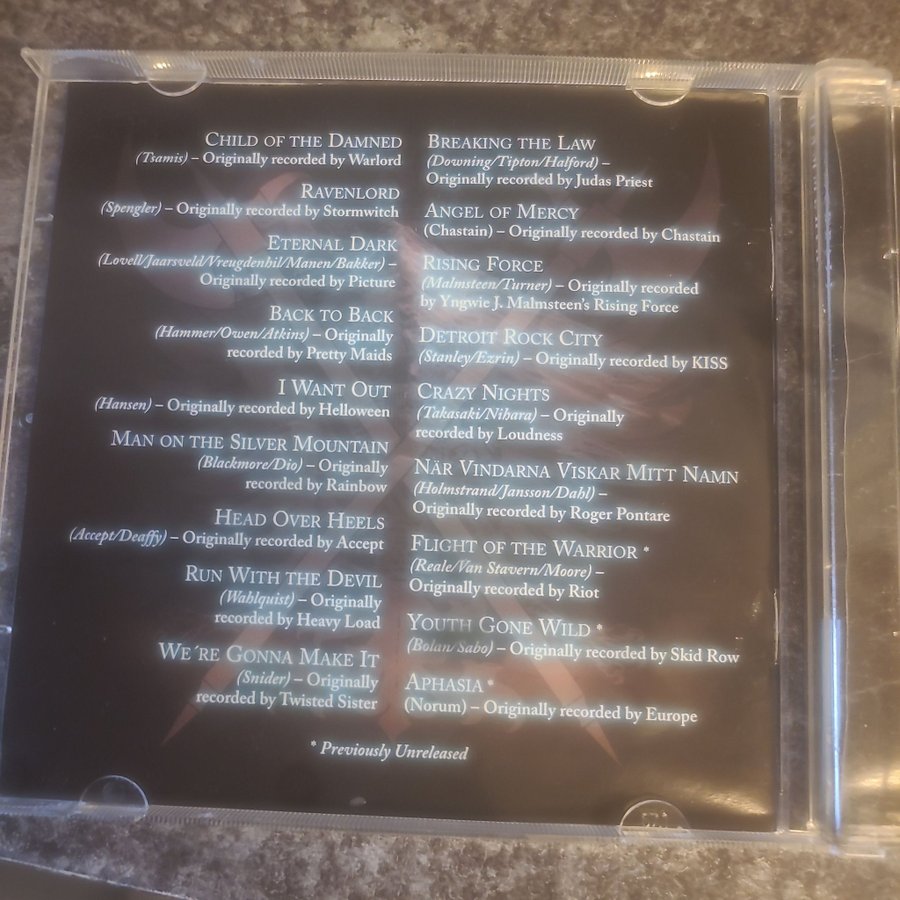 Child of the Damned
(Tsamis) – Originally recorded by Warlord
Ravenlord
(Spengler) – Originally recorded by Stormwitch
Eternal Dark
(Lovell/Jaarsveld/Vreugdenhil/Manen/Bakker) –
Originally recorded by Picture
Back to Back
(Hammer/Owen/Atkins) – Originally
recorded by Pretty Maids
I Want Out
(Hansen) – Originally recorded by Helloween
Man on the Silver Mountain
(Blackmore/Dio) – Originally
recorded by Rainbow
Head Over Heels
(Accept/Deaffy) – Originally recorded by Accept
Run With the Devil
(Wahlquist) – Originally
recorded by Heavy Load
We´re Gonna Make It
(Snider) – Originally
recorded by Twisted Sister
Breaking the Law
(Downing/Tipton/Halford) –
Originally recorded by Judas Priest
Angel of Mercy
(Chastain) – Originally recorded by Chastain
Rising Force
(Malmsteen/Turner) – Originally recorded
by Yngwie J. Malmsteen's Rising Force
Detroit Rock City
(Stanley/Ezrin) – Originally recorded by KISS
Crazy Nights
(Takasaki/Nihara) – Originally
recorded by Loudness
När Vindarna Viskar Mitt Namn
(Holmstrand/Jansson/Dahl) –
Originally recorded by Roger Pontare
Flight of the Warrior *
(Reale/Van Stavern/Moore) –
Originally recorded by Riot
Youth Gone Wild *
(Bolan/Sabo) – Originally recorded by Skid Row
Aphasia *
(Norum) – Originally recorded by Europe
* Previously Unreleased